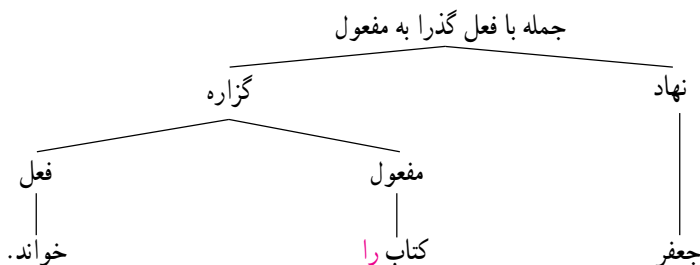 جمله با فعل گذرا به مفعول
نهاد گزاره
مفعول فعل
جعفر کتاب را خواند.